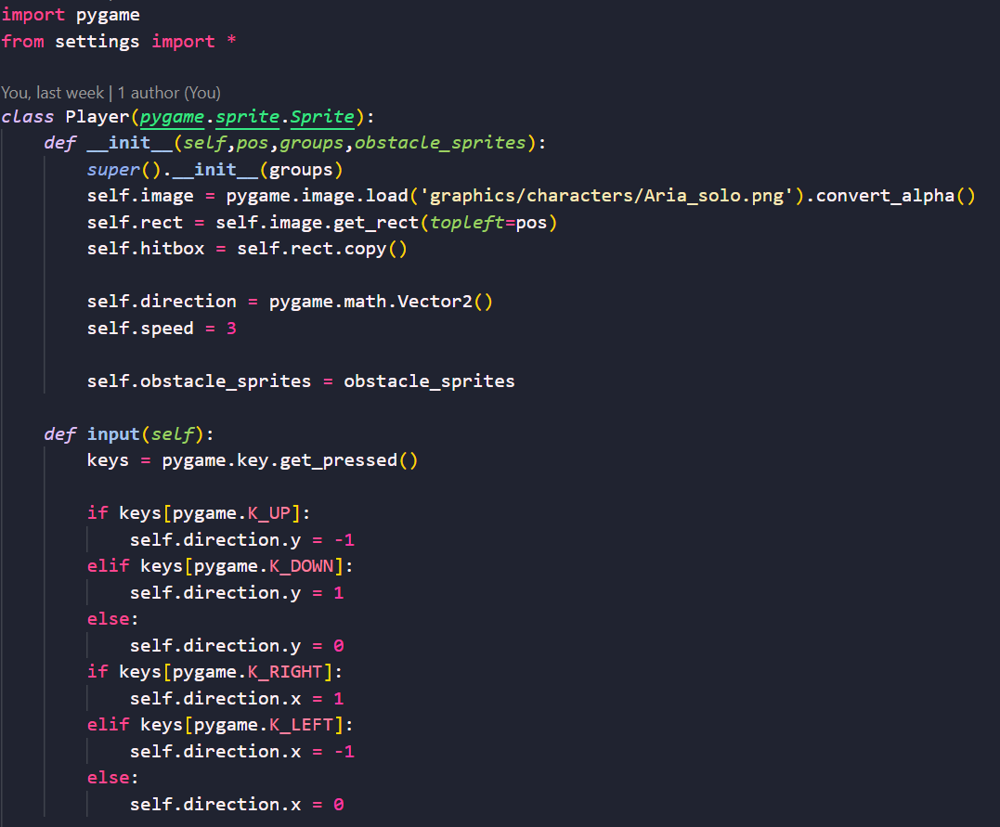 import pygame
from settings import *
You, last week | 1 author (You)
class Player(pygame.sprite.Sprite):
    def __init__(self,pos,groups,obstacle_sprites):
        super().__init__(groups)
        self.image = pygame.image.load('graphics/characters/Aria_solo.png').convert_alpha()
        self.rect = self.image.get_rect(topleft=pos)
        self.hitbox = self.rect.copy()
        self.direction = pygame.math.Vector2()
        self.speed = 3
        self.obstacle_sprites = obstacle_sprites
    def input(self):
        keys = pygame.key.get_pressed()
        if keys[pygame.K_UP]:
            self.direction.y = -1
        elif keys[pygame.K_DOWN]:
            self.direction.y = 1
        else:
            self.direction.y = 0
        if keys[pygame.K_RIGHT]:
            self.direction.x = 1
        elif keys[pygame.K_LEFT]:
            self.direction.x = -1
        else:
            self.direction.x = 0